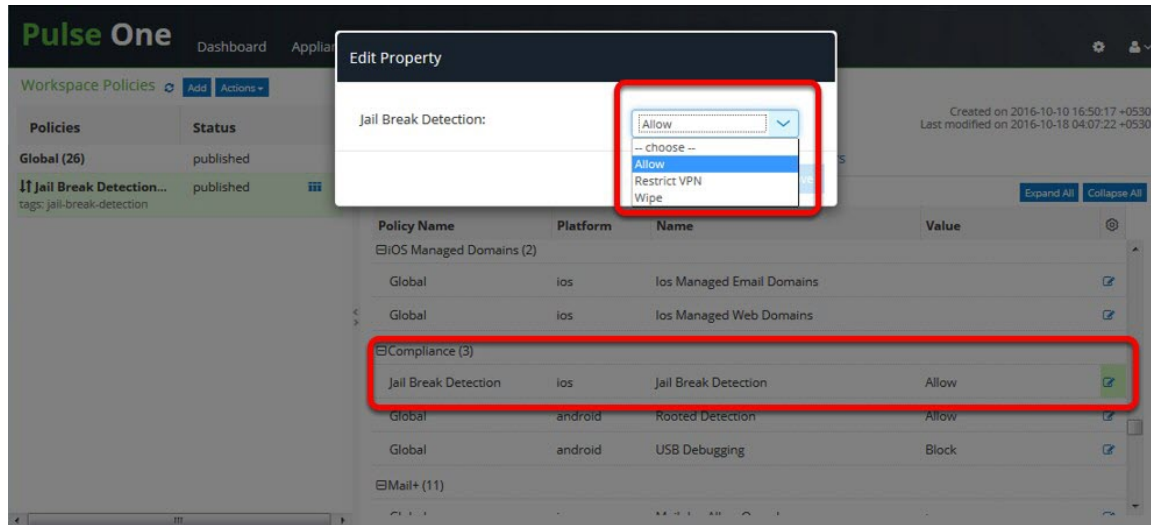 Pulse One
Dashboard
Applian
Workspace Policies
Add
Actions
Policies
Status
Global (26)
published
Jail Break Detection...
published
tags: jail-break-detection
Edit Property
Jail Break Detection:
Allow
-- choose --
Allow
Restrict VPN
Wipe
Created on 2016-10-10 16:50:17 +0530
Last modified on 2016-10-18 04:07:22 +0530
Expand All
Collapse All
Policy Name Platform Name Value
iOS Managed Domains (2)
Global ios Ios Managed Email Domains
Global ios Ios Managed Web Domains
Compliance (3)
Jail Break Detection ios Jail Break Detection Allow
Global android Rooted Detection Allow
Global android USB Debugging Block
Mail+ (11)